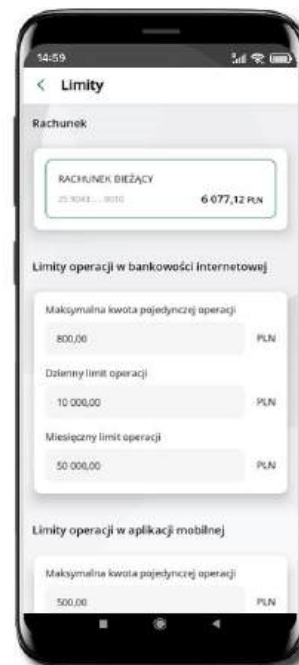 14:59
Limity
Rachunek
RACHUNEK BIEŻĄCY
6 077,12 PLN
Limity operacji w bankowości internetowej
Maksymalna kwota pojedynczej operacji
800,00 PLN
Dzienny limit operacji
10 000,00 PLN
Miesięczny limit operacji
50 000,00 PLN
Limity operacji w aplikacji mobilnej
Maksymalna kwota pojedynczej operacji
500,00 PLN